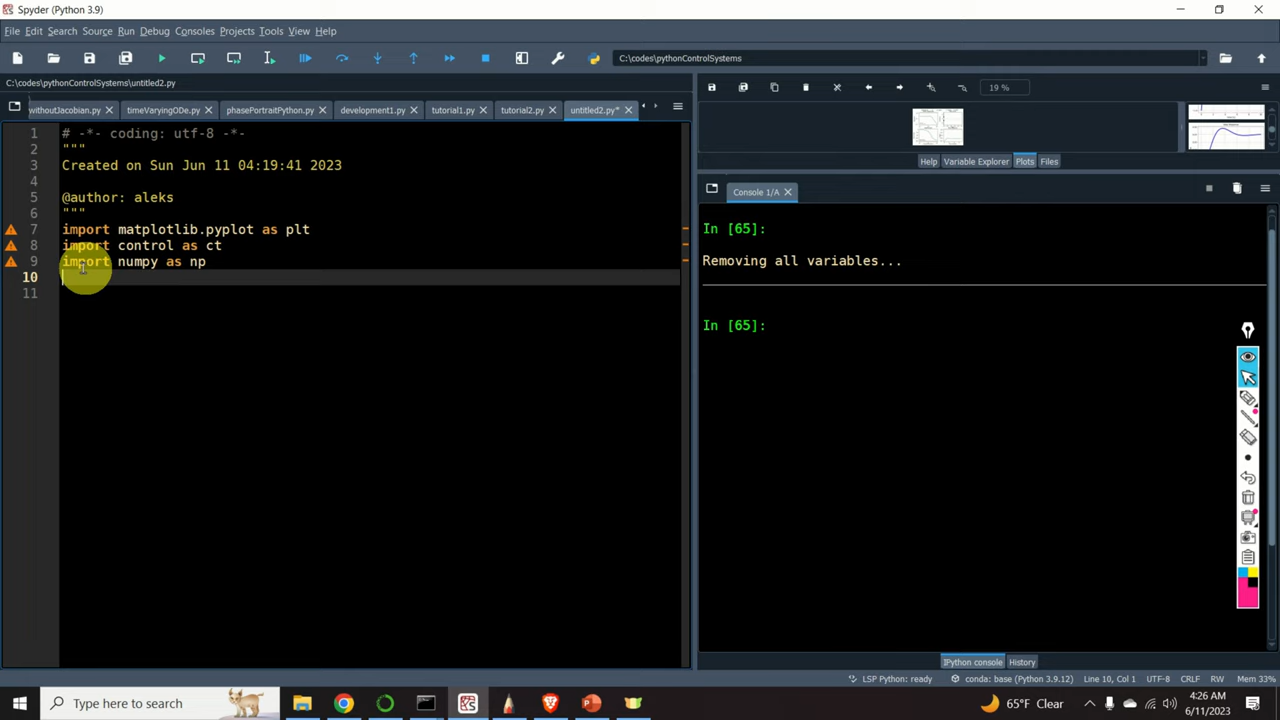 Spyder (Python 3.9)
File Edit Search Source Run Debug Consoles Projects Tools View Help
C:\codes\pythonControlSystems
C:\codes\pythonControlSystems\untitled2.py
withoutJacobian.py timeVaryingODe.py phasePortraitPython.py development1.py tutorial1.py tutorial2.py untitled2.py*
19 %
Help Variable Explorer Plots Files
Console 1/A
1 # -*- coding: utf-8 -*-
2 """
3 Created on Sun Jun 11 04:19:41 2023
4
5 @author: aleks
6 """
7 import matplotlib.pyplot as plt
8 import control as ct
9 import numpy as np
10
11
In [65]:
Removing all variables...
In [65]:
IPython console History
LSP Python: ready conda: base (Python 3.9.12) Line 10, Col 1 UTF-8 CRLF RW Mem 33%
Type here to search
65°F Clear
4:26 AM
6/11/2023